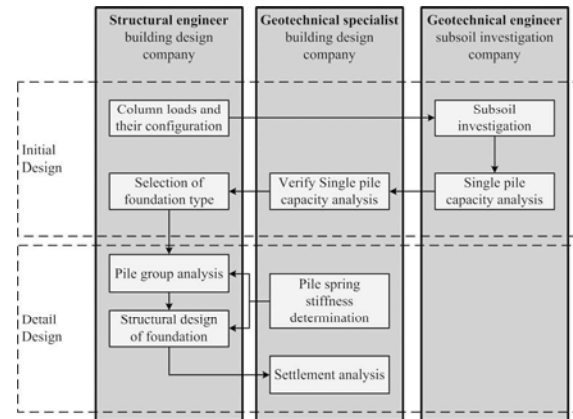 Structural engineer
building design
company
Geotechnical specialist
building design
company
Geotechnical engineer
subsoil investigation
company
Initial
Design
Column loads and
their configuration
Subsoil
investigation
Selection of
foundation type
Verify Single pile
capacity analysis
Single pile
capacity analysis
Detail
Design
Pile group analysis
Pile spring
stiffness
determination
Structural design
of foundation
Settlement analysis